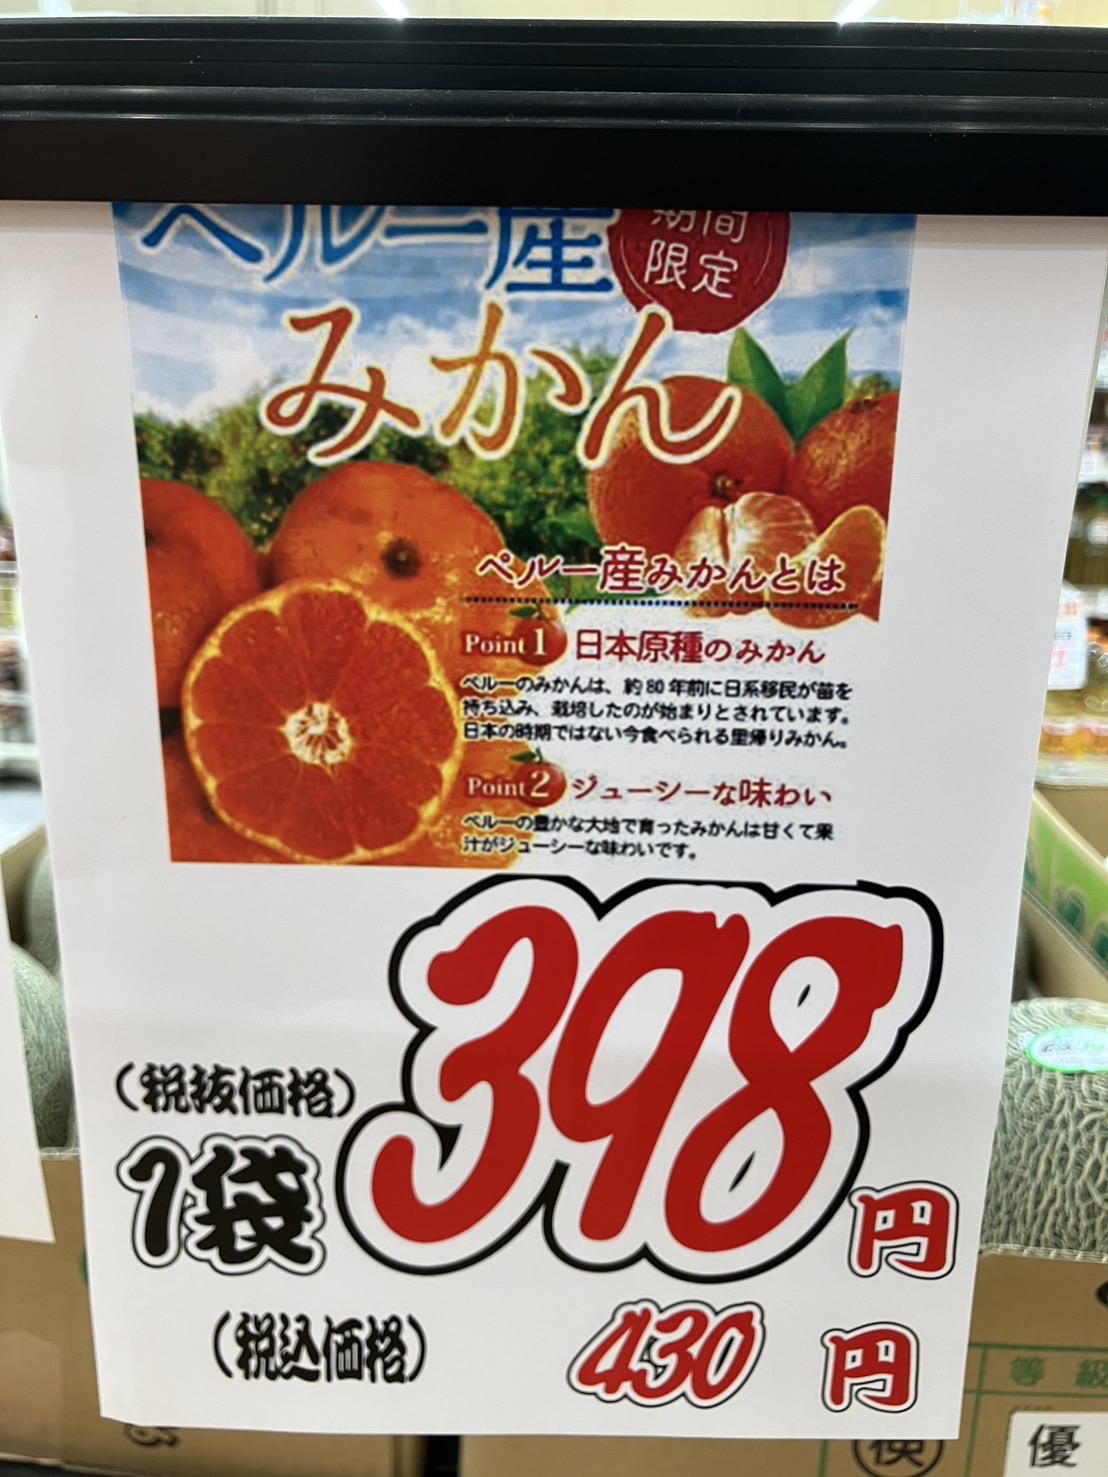 ペルー産
期間
限定
みかん
ペルー産みかんとは
Point 1 日本原種のみかん
ペルーのみかんは、約80年前に日系移民が苗を
持ち込み、栽培したのが始まりとされています。
日本の時期ではない今食べられる里帰りみかん。
Point 2 ジューシーな味わい
ペルーの豊かな大地で育ったみかんは甘くて果
汁がジューシーな味わいです。
(税抜価格)
1袋 398円
(税込価格) 430円
等級
優
検